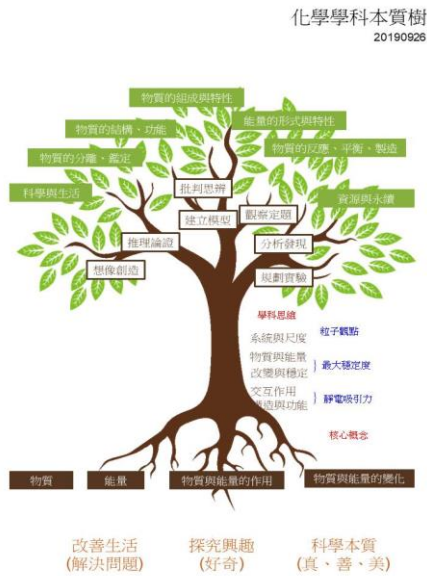 化學學科本質樹
20190926
物質的組成與特性
能量的形式與特性
物質的結構、功能
物質的反應、平衡、製造
物質的分離、鑑定
科學與生活
資源與永續
批判思辨
建立模型
觀察定題
推理論證
分析發現
想像創造
規劃實驗
學科思維
系統與尺度
粒子觀點
物質與能量
改變與穩定
最大穩定度
交互作用
構造與功能
靜電吸引力
核心概念
物質
能量
物質與能量的作用
物質與能量的變化
改善生活
(解決問題)
探究興趣
(好奇)
科學本質
(真、善、美)